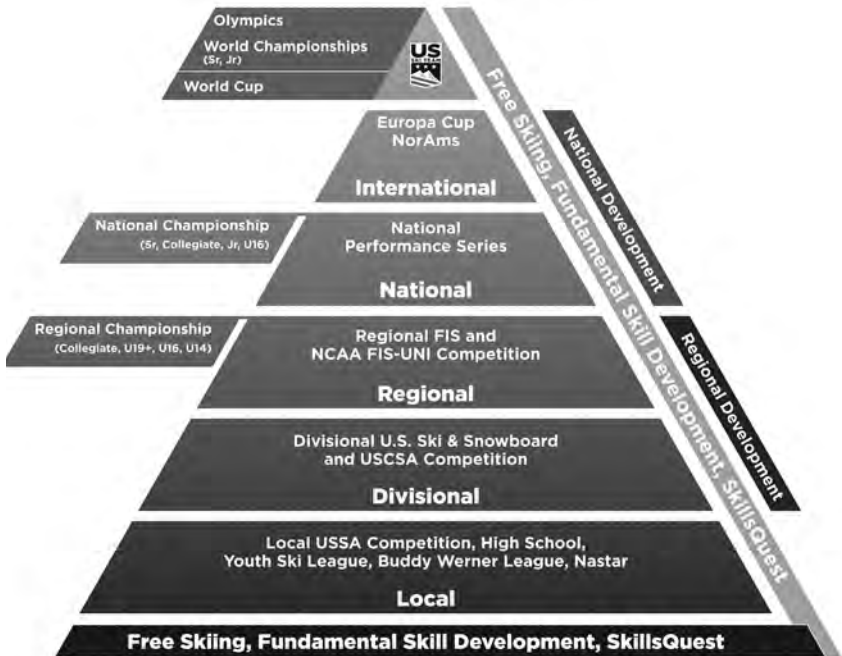 Olympics
World Championships
(Sr, Jr)
World Cup
US
SKI TEAM
Europa Cup
NorAms
International
National Championship
(Sr, Collegiate, Jr, U16)
National
Performance Series
National
Regional Championship
(Collegiate, U19+, U16, U14)
Regional FIS and
NCAA FIS-UNI Competition
Regional
Divisional U.S. Ski & Snowboard
and USCSA Competition
Divisional
Local USSA Competition, High School,
Youth Ski League, Buddy Werner League, Nastar
Local
Free Skiing, Fundamental Skill Development, SkillsQuest
Free Skiing, Fundamental Skill Development, SkillsQuest
National Development
Regional Development